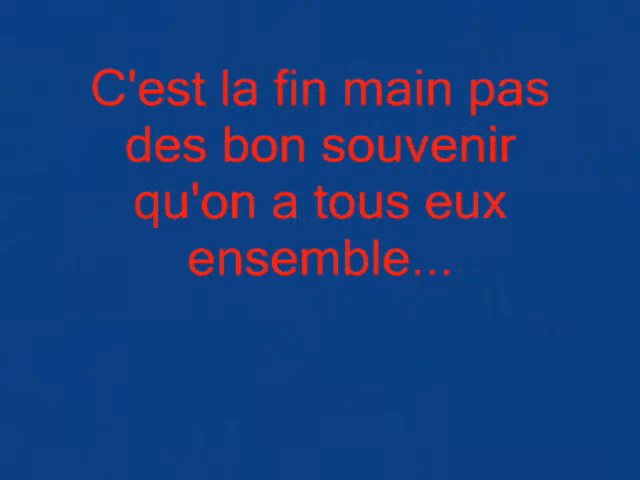 C'est la fin main pas
des bon souvenir
qu'on a tous eux
ensemble...